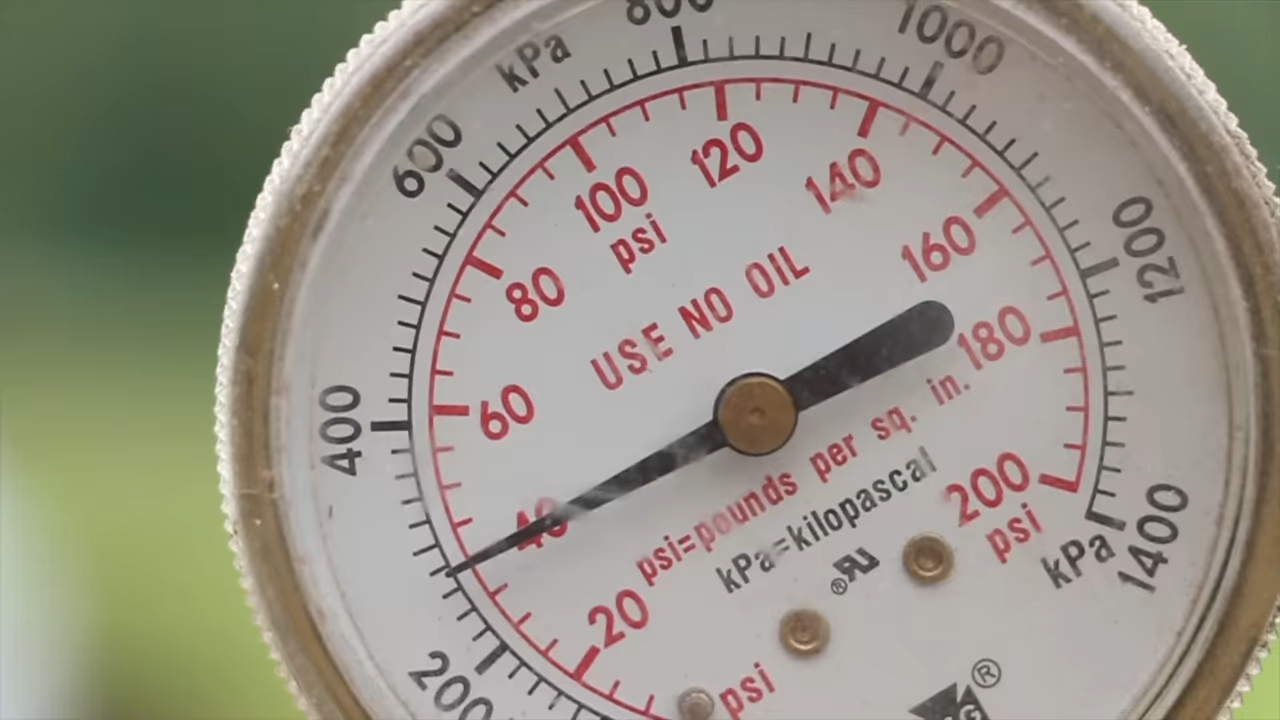 800
1000
kPa
600
120
140
100
psi
1200
160
80
USE NO OIL
180
60
400
psi=pounds per sq. in.
kPa=kilopascal
200
psi
40
kPa
1400
20
®
200
psi
®